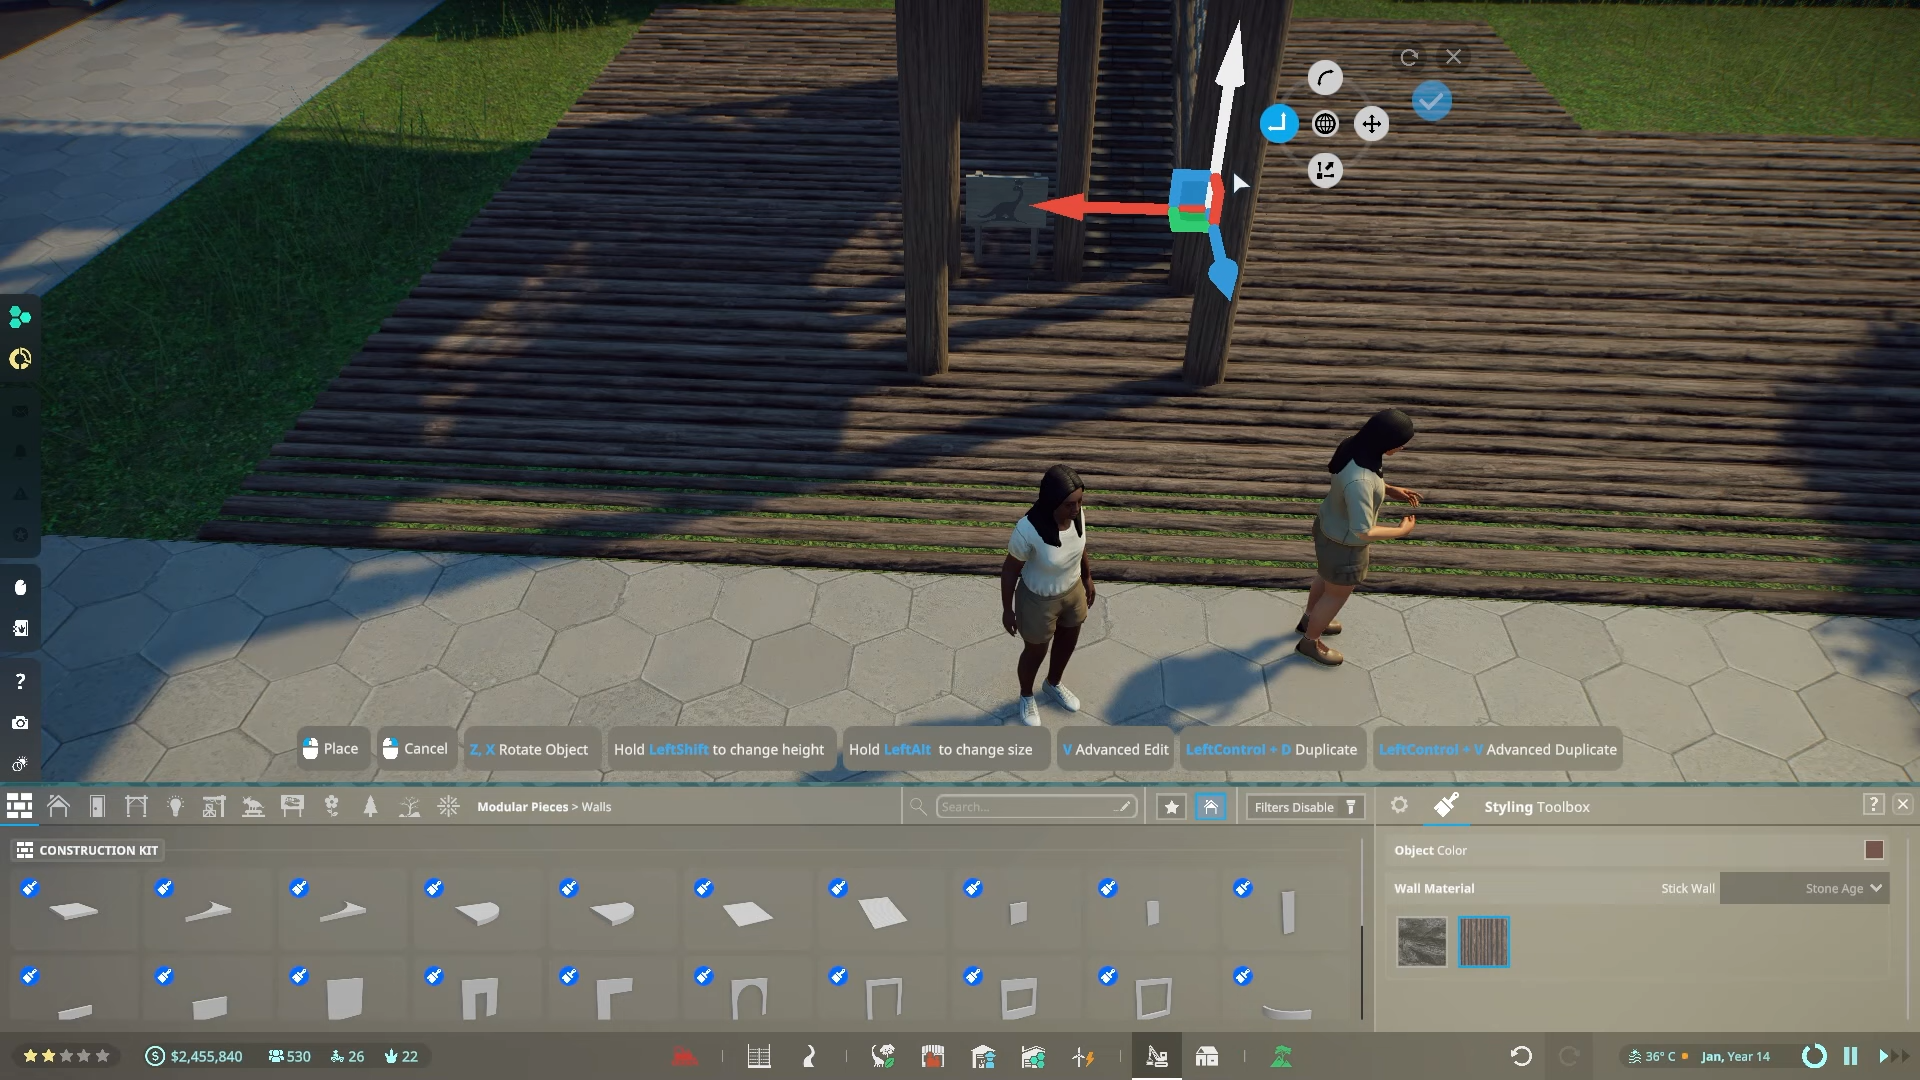 Place
Cancel
Z, X Rotate Object
Hold LeftShift to change height
Hold LeftAlt to change size
V Advanced Edit
LeftControl + D Duplicate
LeftControl + V Advanced Duplicate
Modular Pieces > Walls
Search...
Filters Disable
Styling Toolbox
?
CONSTRUCTION KIT
Object Color
Wall Material
Stick Wall
Stone Age
$2,455,840
530
26
22
36° C
Jan, Year 14
?